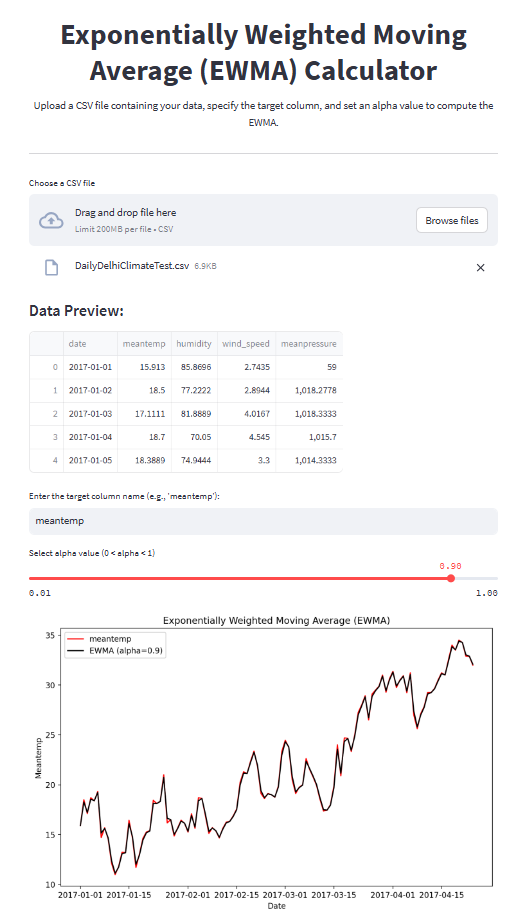 Exponentially Weighted Moving
Average (EWMA) Calculator
Upload a CSV file containing your data, specify the target column, and set an alpha value to compute the
EWMA.
Choose a CSV file
Drag and drop file here
Limit 200MB per file • CSV
Browse files
DailyDelhiClimateTest.csv 6.9KB
Data Preview:
date meantemp humidity wind_speed meanpressure
0 2017-01-01 15.913 85.8696 2.7435 59
1 2017-01-02 18.5 77.2222 2.8944 1,018.2778
2 2017-01-03 17.1111 81.8889 4.0167 1,018.3333
3 2017-01-04 18.7 70.05 4.545 1,015.7
4 2017-01-05 18.3889 74.9444 3.3 1,014.3333
Enter the target column name (e.g., 'meantemp'):
meantemp
Select alpha value (0 < alpha < 1)
0.90
0.01 1.00
Exponentially Weighted Moving Average (EWMA)
meantemp
EWMA (alpha=0.9)
35
30
25
20
15
10
Meantemp
2017-01-01 2017-01-15 2017-02-01 2017-02-15 2017-03-01 2017-03-15 2017-04-01 2017-04-15
Date